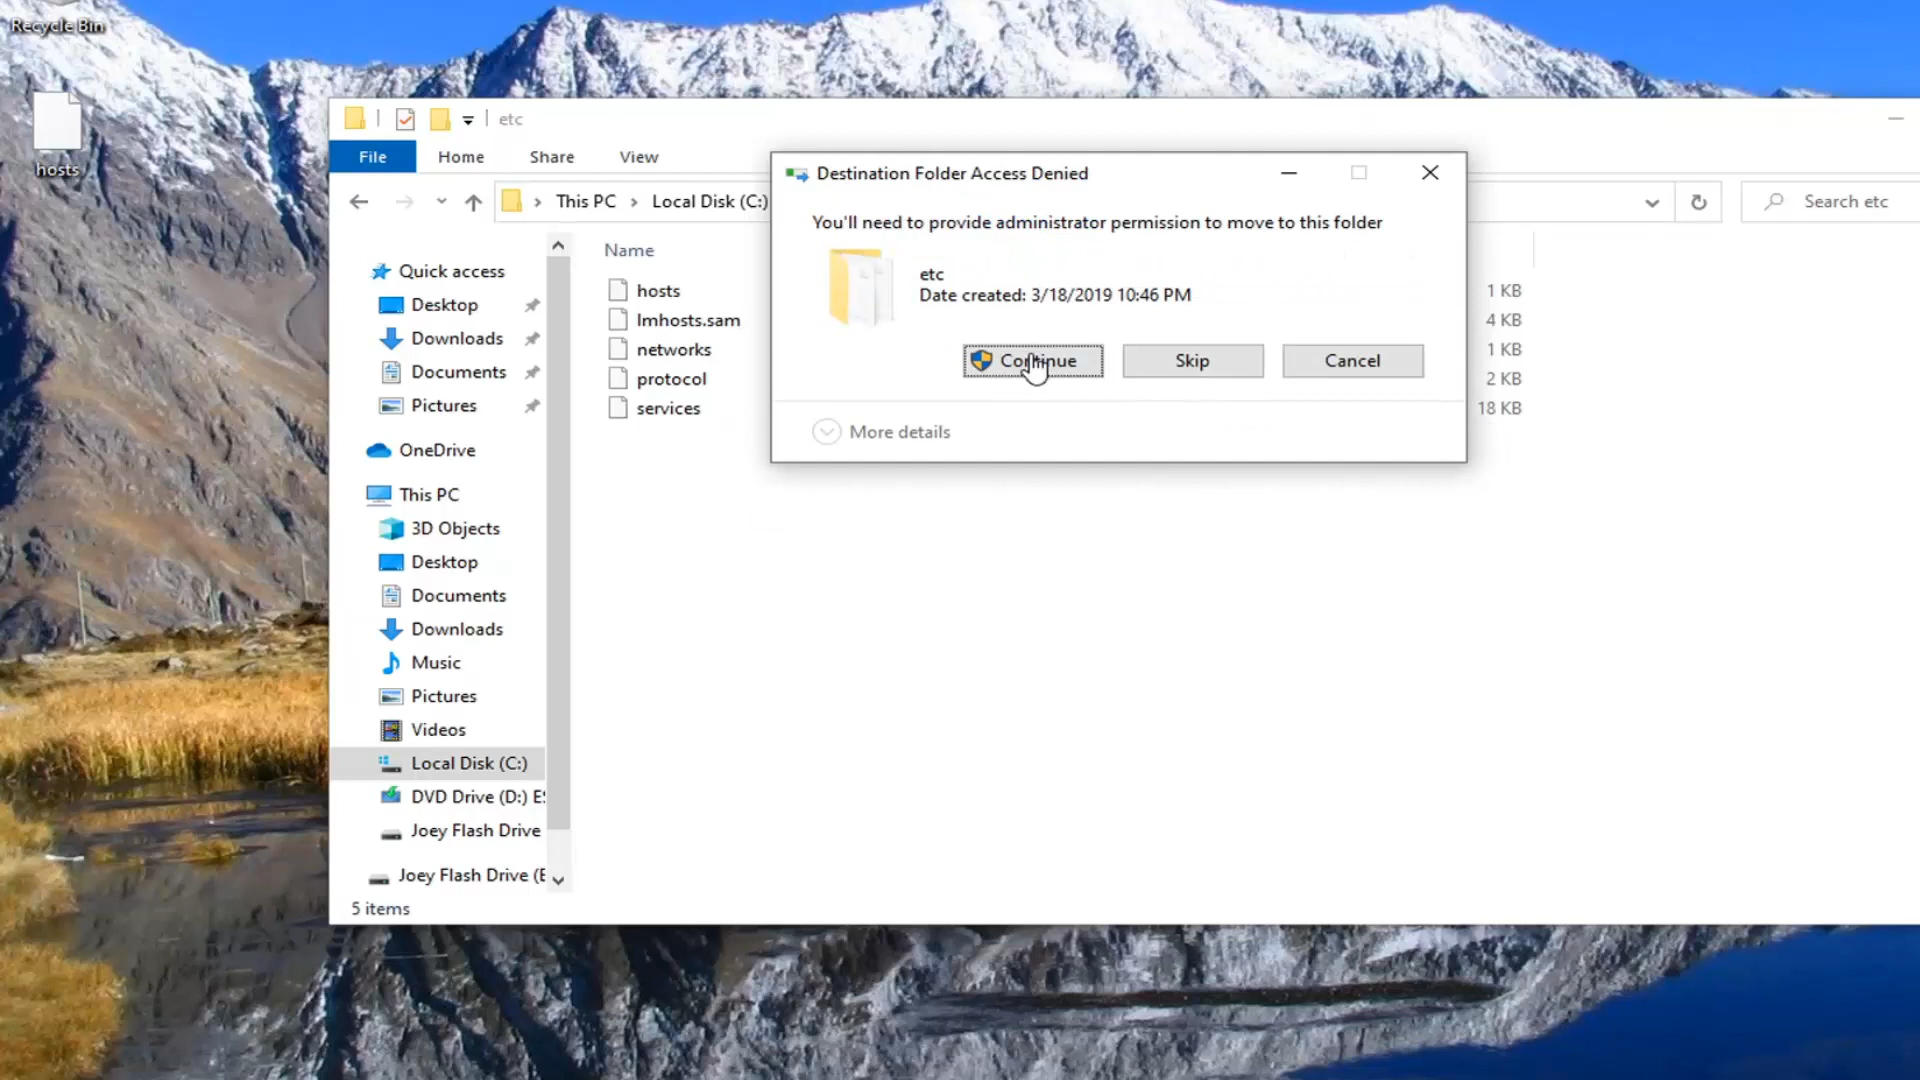 Recycle Bin
hosts
etc
File
Home
Share
View
This PC
Local Disk (C:)
Search etc
Quick access
Desktop
Downloads
Documents
Pictures
OneDrive
This PC
3D Objects
Desktop
Documents
Downloads
Music
Pictures
Videos
Local Disk (C:)
DVD Drive (D:) ES
Joey Flash Drive
Joey Flash Drive (E
5 items
Name
hosts
1 KB
lmhosts.sam
4 KB
networks
1 KB
protocol
2 KB
services
18 KB
Destination Folder Access Denied
You'll need to provide administrator permission to move to this folder
etc
Date created: 3/18/2019 10:46 PM
Continue
Skip
Cancel
More details